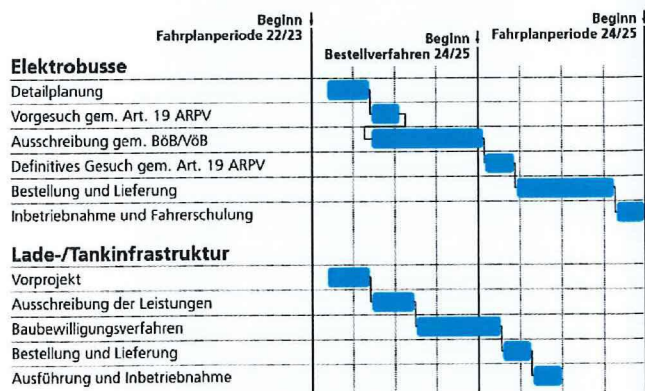 Beginn
Fahrplanperiode 22/23
Beginn
Bestellverfahren 24/25
Beginn
Fahrplanperiode 24/25
Elektrobusse
Detailplanung
Vorgesuch gem. Art. 19 ARPV
Ausschreibung gem. BöB/VöB
Definitives Gesuch gem. Art. 19 ARPV
Bestellung und Lieferung
Inbetriebnahme und Fahrerschulung
Lade-/Tankinfrastruktur
Vorprojekt
Ausschreibung der Leistungen
Baubewilligungsverfahren
Bestellung und Lieferung
Ausführung und Inbetriebnahme